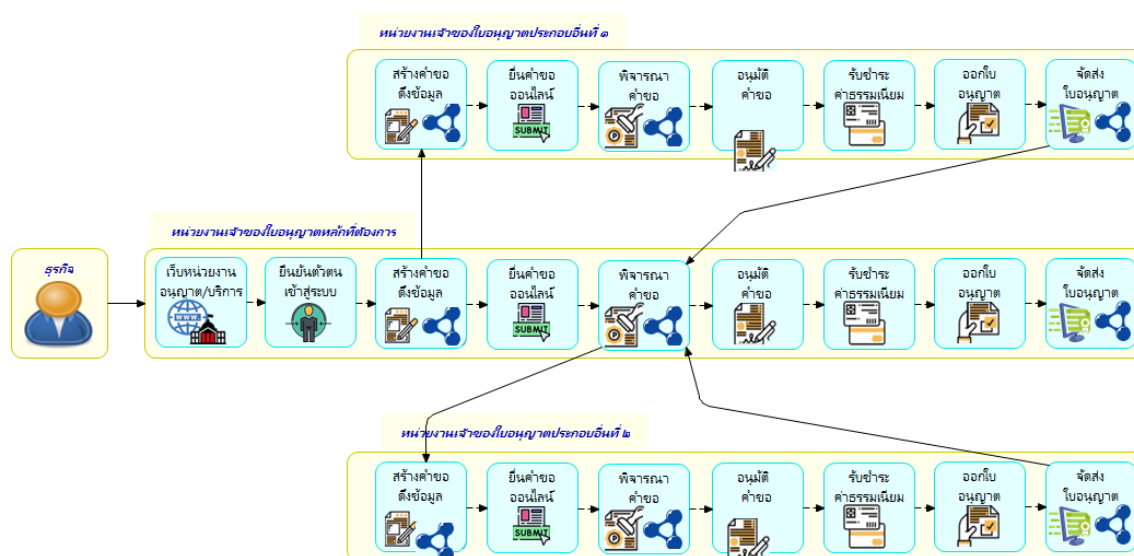 หน่วยงานเจ้าของใบอนุญาตประกอบอื่นที่ ๑
สร้างคำขอ
ดึงข้อมูล
ยื่นคำขอ
ออนไลน์
SUBMIT
พิจารณา
คำขอ
อนุมัติ
คำขอ
รับชำระ
ค่าธรรมเนียม
ออกใบ
อนุญาต
จัดส่ง
ใบอนุญาต
หน่วยงานเจ้าของใบอนุญาตหลักที่ต้องการ
ธุรกิจ
เว็บหน่วยงาน
อนุญาต/บริการ
WWW
ยืนยันตัวตน
เข้าสู่ระบบ
สร้างคำขอ
ดึงข้อมูล
ยื่นคำขอ
ออนไลน์
SUBMIT
พิจารณา
คำขอ
อนุมัติ
คำขอ
รับชำระ
ค่าธรรมเนียม
ออกใบ
อนุญาต
จัดส่ง
ใบอนุญาต
หน่วยงานเจ้าของใบอนุญาตประกอบอื่นที่ ๒
สร้างคำขอ
ดึงข้อมูล
ยื่นคำขอ
ออนไลน์
SUBMIT
พิจารณา
คำขอ
อนุมัติ
คำขอ
รับชำระ
ค่าธรรมเนียม
ออกใบ
อนุญาต
จัดส่ง
ใบอนุญาต